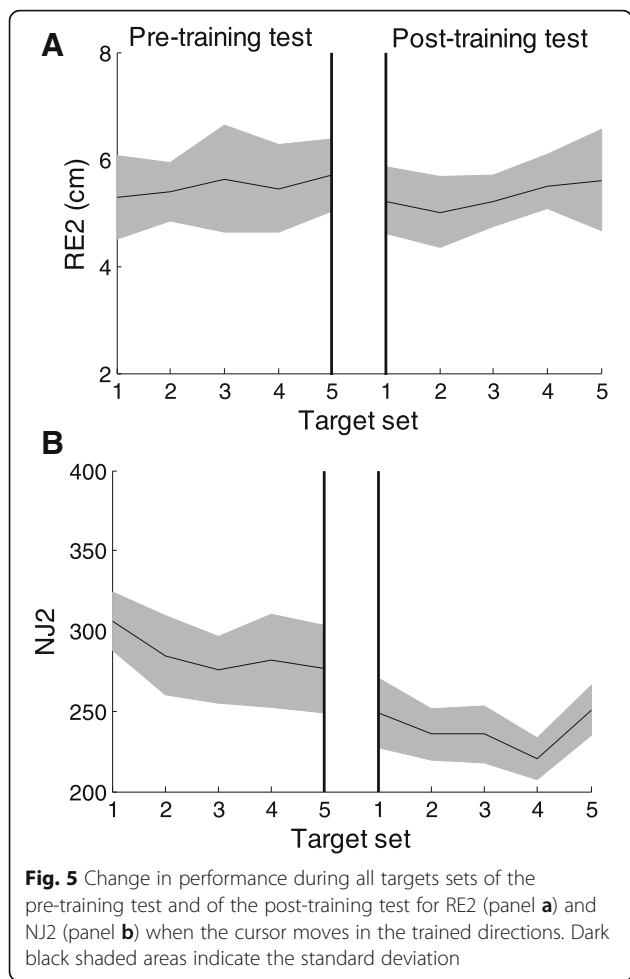 A
Pre-training test
Post-training test
8
6
4
2
RE2 (cm)
1 2 3 4 5 1 2 3 4 5
Target set
B
400
350
300
250
200
NJ2
1 2 3 4 5 1 2 3 4 5
Target set
Fig. 5 Change in performance during all targets sets of the
pre-training test and of the post-training test for RE2 (panel a) and
NJ2 (panel b) when the cursor moves in the trained directions. Dark
black shaded areas indicate the standard deviation